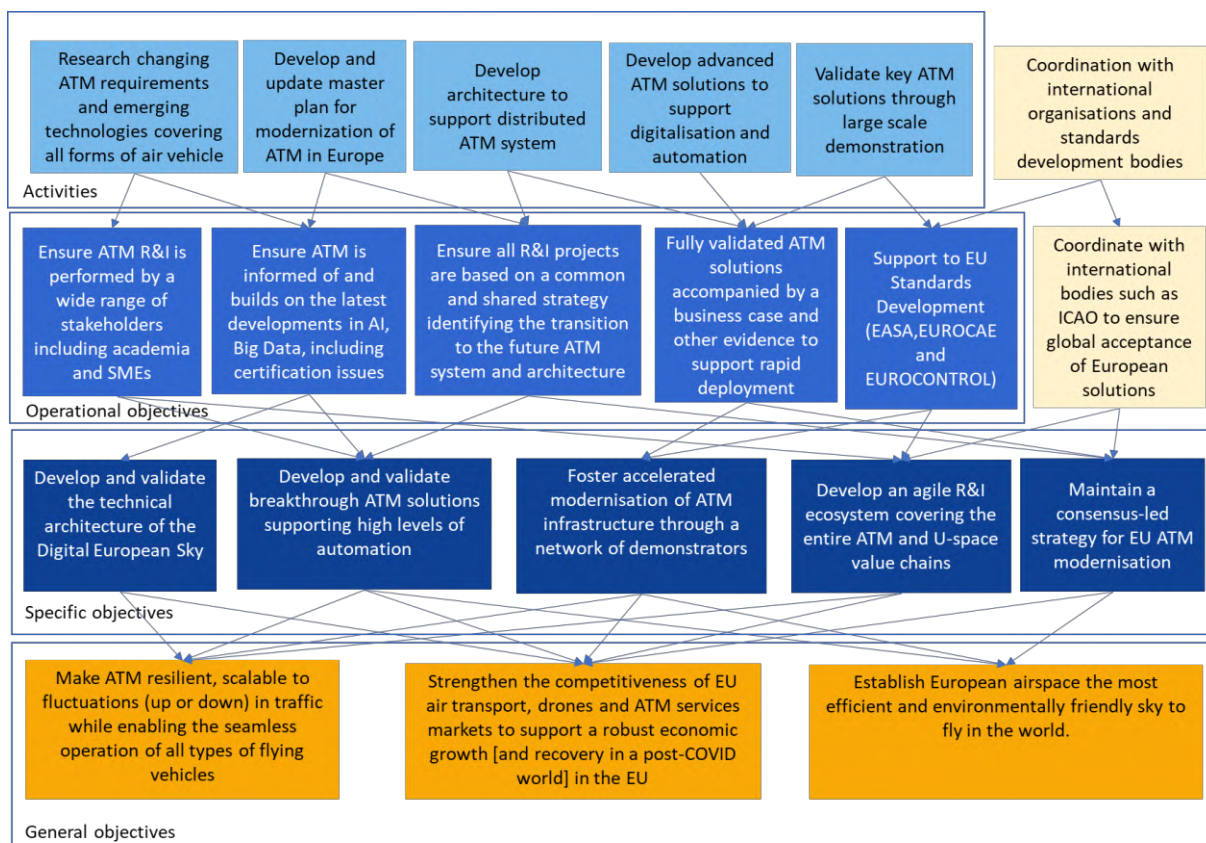 Research changing
ATM requirements
and emerging
technologies covering
all forms of air vehicle
Develop and
update master
plan for
modernization of
ATM in Europe
Develop
architecture to
support distributed
ATM system
Develop advanced
ATM solutions to
support
digitalisation and
automation
Validate key ATM
solutions through
large scale
demonstration
Coordination with
international
organisations and
standards
development bodies
Activities
Ensure ATM R&I is
performed by a
wide range of
stakeholders
including academia
and SMEs
Ensure ATM is
informed of and
builds on the latest
developments in AI,
Big Data, including
certification issues
Ensure all R&I projects
are based on a common
and shared strategy
identifying the transition
to the future ATM
system and architecture
Fully validated ATM
solutions
accompanied by a
business case and
other evidence to
support rapid
deployment
Support to EU
Standards
Development
(EASA,EUROCAE
and
EUROCONTROL)
Coordinate with
international
bodies such as
ICAO to ensure
global acceptance
of European
solutions
Operational objectives
Develop and validate
the technical
architecture of the
Digital European Sky
Develop and validate
breakthrough ATM solutions
supporting high levels of
automation
Foster accelerated
modernisation of ATM
infrastructure through a
network of demonstrators
Develop an agile R&I
ecosystem covering the
entire ATM and U-space
value chains
Maintain a
consensus-led
strategy for EU ATM
modernisation
Specific objectives
Make ATM resilient, scalable to
fluctuations (up or down) in traffic
while enabling the seamless
operation of all types of flying
vehicles
Strengthen the competitiveness of EU
air transport, drones and ATM services
markets to support a robust economic
growth [and recovery in a post-COVID
world] in the EU
Establish European airspace the most
efficient and environmentally friendly sky to
fly in the world.
General objectives